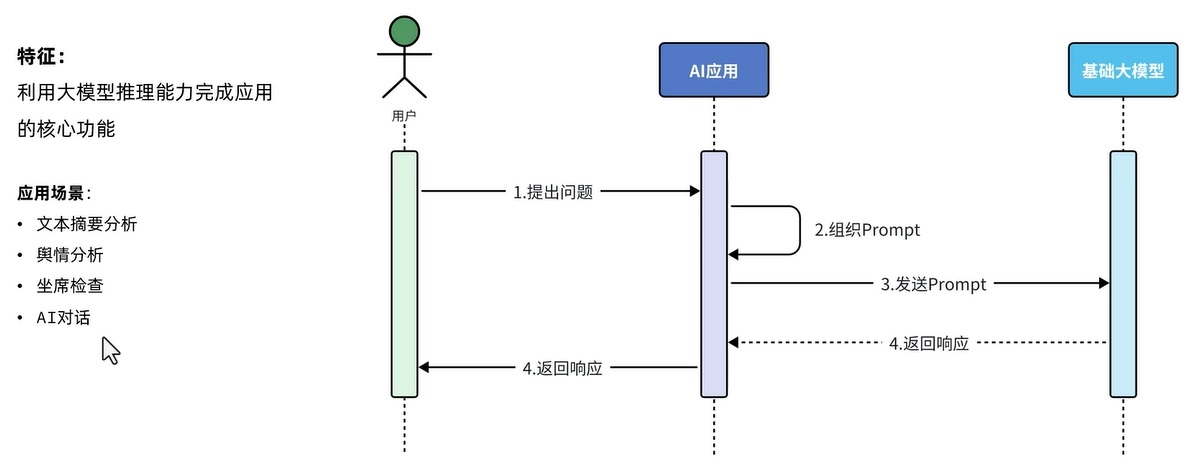 特征：
利用大模型推理能力完成应用
的核心功能
应用场景：
• 文本摘要分析
• 舆情分析
• 坐席检查
• AI对话
用户
AI应用
基础大模型
1.提出问题
2.组织Prompt
3.发送Prompt
4.返回响应
4.返回响应